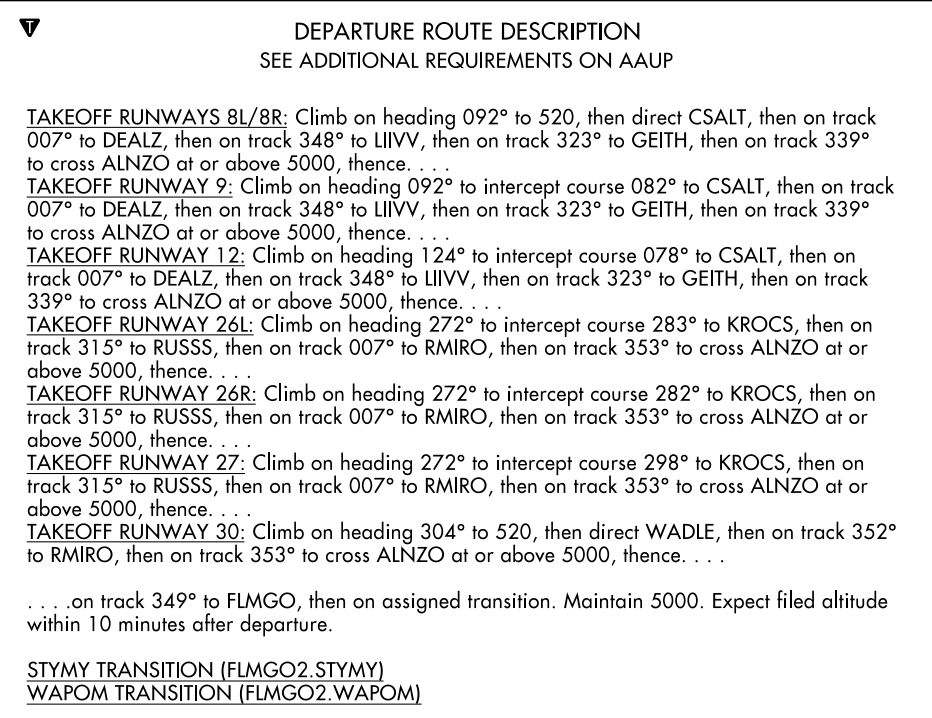 T
DEPARTURE ROUTE DESCRIPTION
SEE ADDITIONAL REQUIREMENTS ON AAUP
TAKEOFF RUNWAYS 8L/8R: Climb on heading 092° to 520, then direct CSALT, then on track
007° to DEALZ, then on track 348° to LIIVV, then on track 323° to GEITH, then on track 339°
to cross ALNZO at or above 5000, thence. . . .
TAKEOFF RUNWAY 9: Climb on heading 092° to intercept course 082° to CSALT, then on track
007° to DEALZ, then on track 348° to LIIVV, then on track 323° to GEITH, then on track 339°
to cross ALNZO at or above 5000, thence. . . .
TAKEOFF RUNWAY 12: Climb on heading 124° to intercept course 078° to CSALT, then on
track 007° to DEALZ, then on track 348° to LIIVV, then on track 323° to GEITH, then on track
339° to cross ALNZO at or above 5000, thence. . . .
TAKEOFF RUNWAY 26L: Climb on heading 272° to intercept course 283° to KROCS, then on
track 315° to RUSSS, then on track 007° to RMIRO, then on track 353° to cross ALNZO at or
above 5000, thence. . . .
TAKEOFF RUNWAY 26R: Climb on heading 272° to intercept course 282° to KROCS, then on
track 315° to RUSSS, then on track 007° to RMIRO, then on track 353° to cross ALNZO at or
above 5000, thence. . . .
TAKEOFF RUNWAY 27: Climb on heading 272° to intercept course 298° to KROCS, then on
track 315° to RUSSS, then on track 007° to RMIRO, then on track 353° to cross ALNZO at or
above 5000, thence. . . .
TAKEOFF RUNWAY 30: Climb on heading 304° to 520, then direct WADLE, then on track 352°
to RMIRO, then on track 353° to cross ALNZO at or above 5000, thence. . . .
. . . .on track 349° to FLMGO, then on assigned transition. Maintain 5000. Expect filed altitude
within 10 minutes after departure.
STYMY TRANSITION (FLMGO2.STYMY)
WAPOM TRANSITION (FLMGO2.WAPOM)